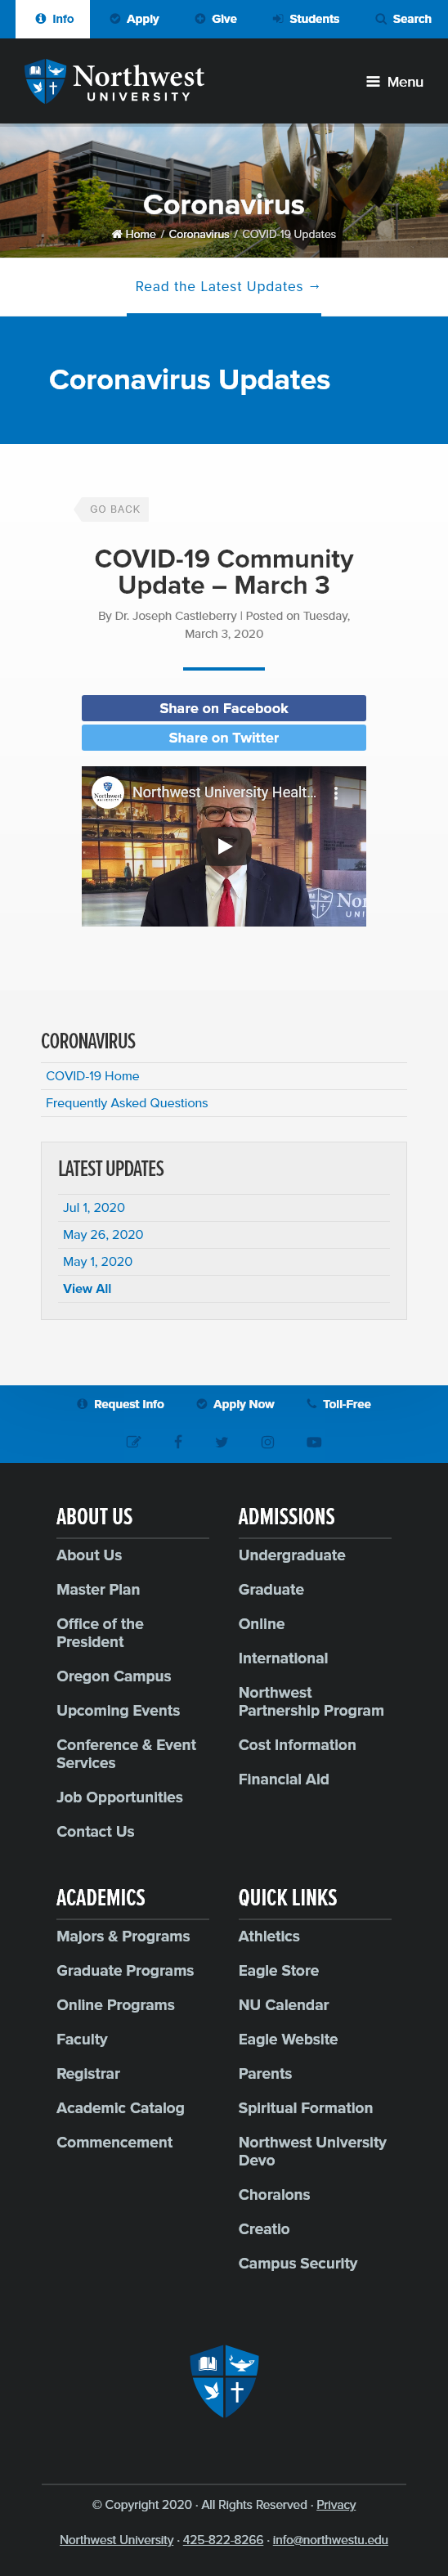 Info Apply Give Students Search
Northwest
UNIVERSITY
Menu
Coronavirus
Home / Coronavirus / COVID-19 Updates
Read the Latest Updates →
Coronavirus Updates
GO BACK
COVID-19 Community
Update – March 3
By Dr. Joseph Castleberry | Posted on Tuesday,
March 3, 2020
Share on Facebook
Share on Twitter
Northwest University Healt...
CORONAVIRUS
COVID-19 Home
Frequently Asked Questions
LATEST UPDATES
Jul 1, 2020
May 26, 2020
May 1, 2020
View All
Request Info Apply Now Toll-Free
ABOUT US
About Us
Master Plan
Office of the
President
Oregon Campus
Upcoming Events
Conference & Event
Services
Job Opportunities
Contact Us
ADMISSIONS
Undergraduate
Graduate
Online
International
Northwest
Partnership Program
Cost Information
Financial Aid
ACADEMICS
Majors & Programs
Graduate Programs
Online Programs
Faculty
Registrar
Academic Catalog
Commencement
QUICK LINKS
Athletics
Eagle Store
NU Calendar
Eagle Website
Parents
Spiritual Formation
Northwest University
Devo
Choralons
Creatio
Campus Security
© Copyright 2020 · All Rights Reserved · Privacy
Northwest University · 425-822-8266 · info@northwestu.edu